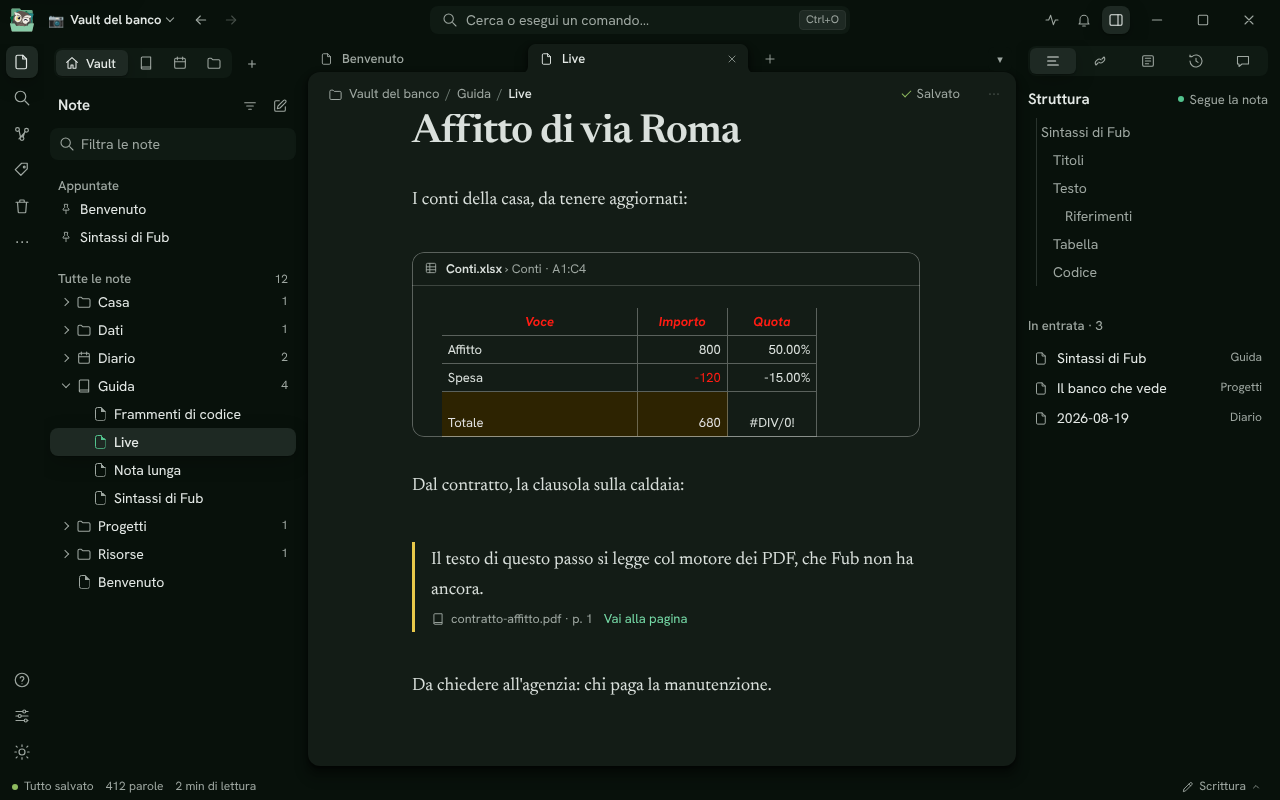 Vault del banco
Cerca o esegui un comando…
Ctrl+O
Vault
Note
Filtra le note
Appuntate
Benvenuto
Sintassi di Fub
Tutte le note 12
Casa 1
Dati 1
Diario 2
Guida 4
Frammenti di codice
Live
Nota lunga
Sintassi di Fub
Progetti 1
Risorse 1
Benvenuto
Benvenuto
Live
Vault del banco / Guida / Live
Salvato
Affitto di via Roma
I conti della casa, da tenere aggiornati:
Conti.xlsx › Conti · A1:C4
Voce Importo Quota
Affitto 800 50.00%
Spesa -120 -15.00%
Totale 680 #DIV/0!
Dal contratto, la clausola sulla caldaia:
Il testo di questo passo si legge col motore dei PDF, che Fub non ha
ancora.
contratto-affitto.pdf · p. 1 Vai alla pagina
Da chiedere all'agenzia: chi paga la manutenzione.
Struttura
Segue la nota
Sintassi di Fub
Titoli
Testo
Riferimenti
Tabella
Codice
In entrata · 3
Sintassi di Fub Guida
Il banco che vede Progetti
2026-08-19 Diario
Tutto salvato 412 parole 2 min di lettura
Scrittura